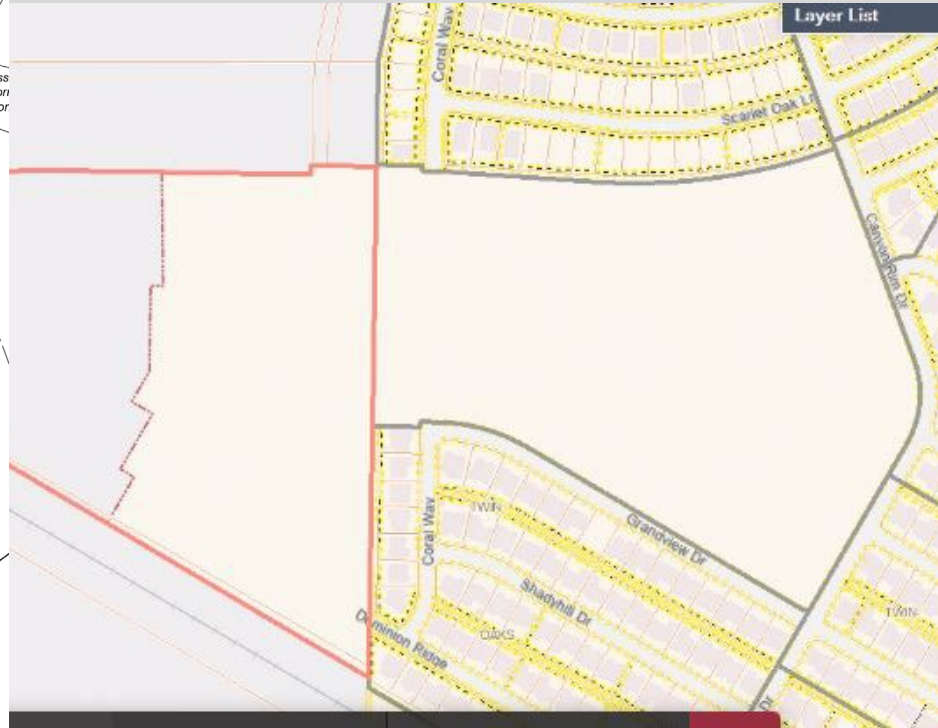 Layer List
Coral Way
Scarlet Oak Ln
Canyon Rim Dr
TWIN
Coral Way
Grandview Dr
Shadyhill Dr
TWIN
OAKS
Dominion Ridge
Dr